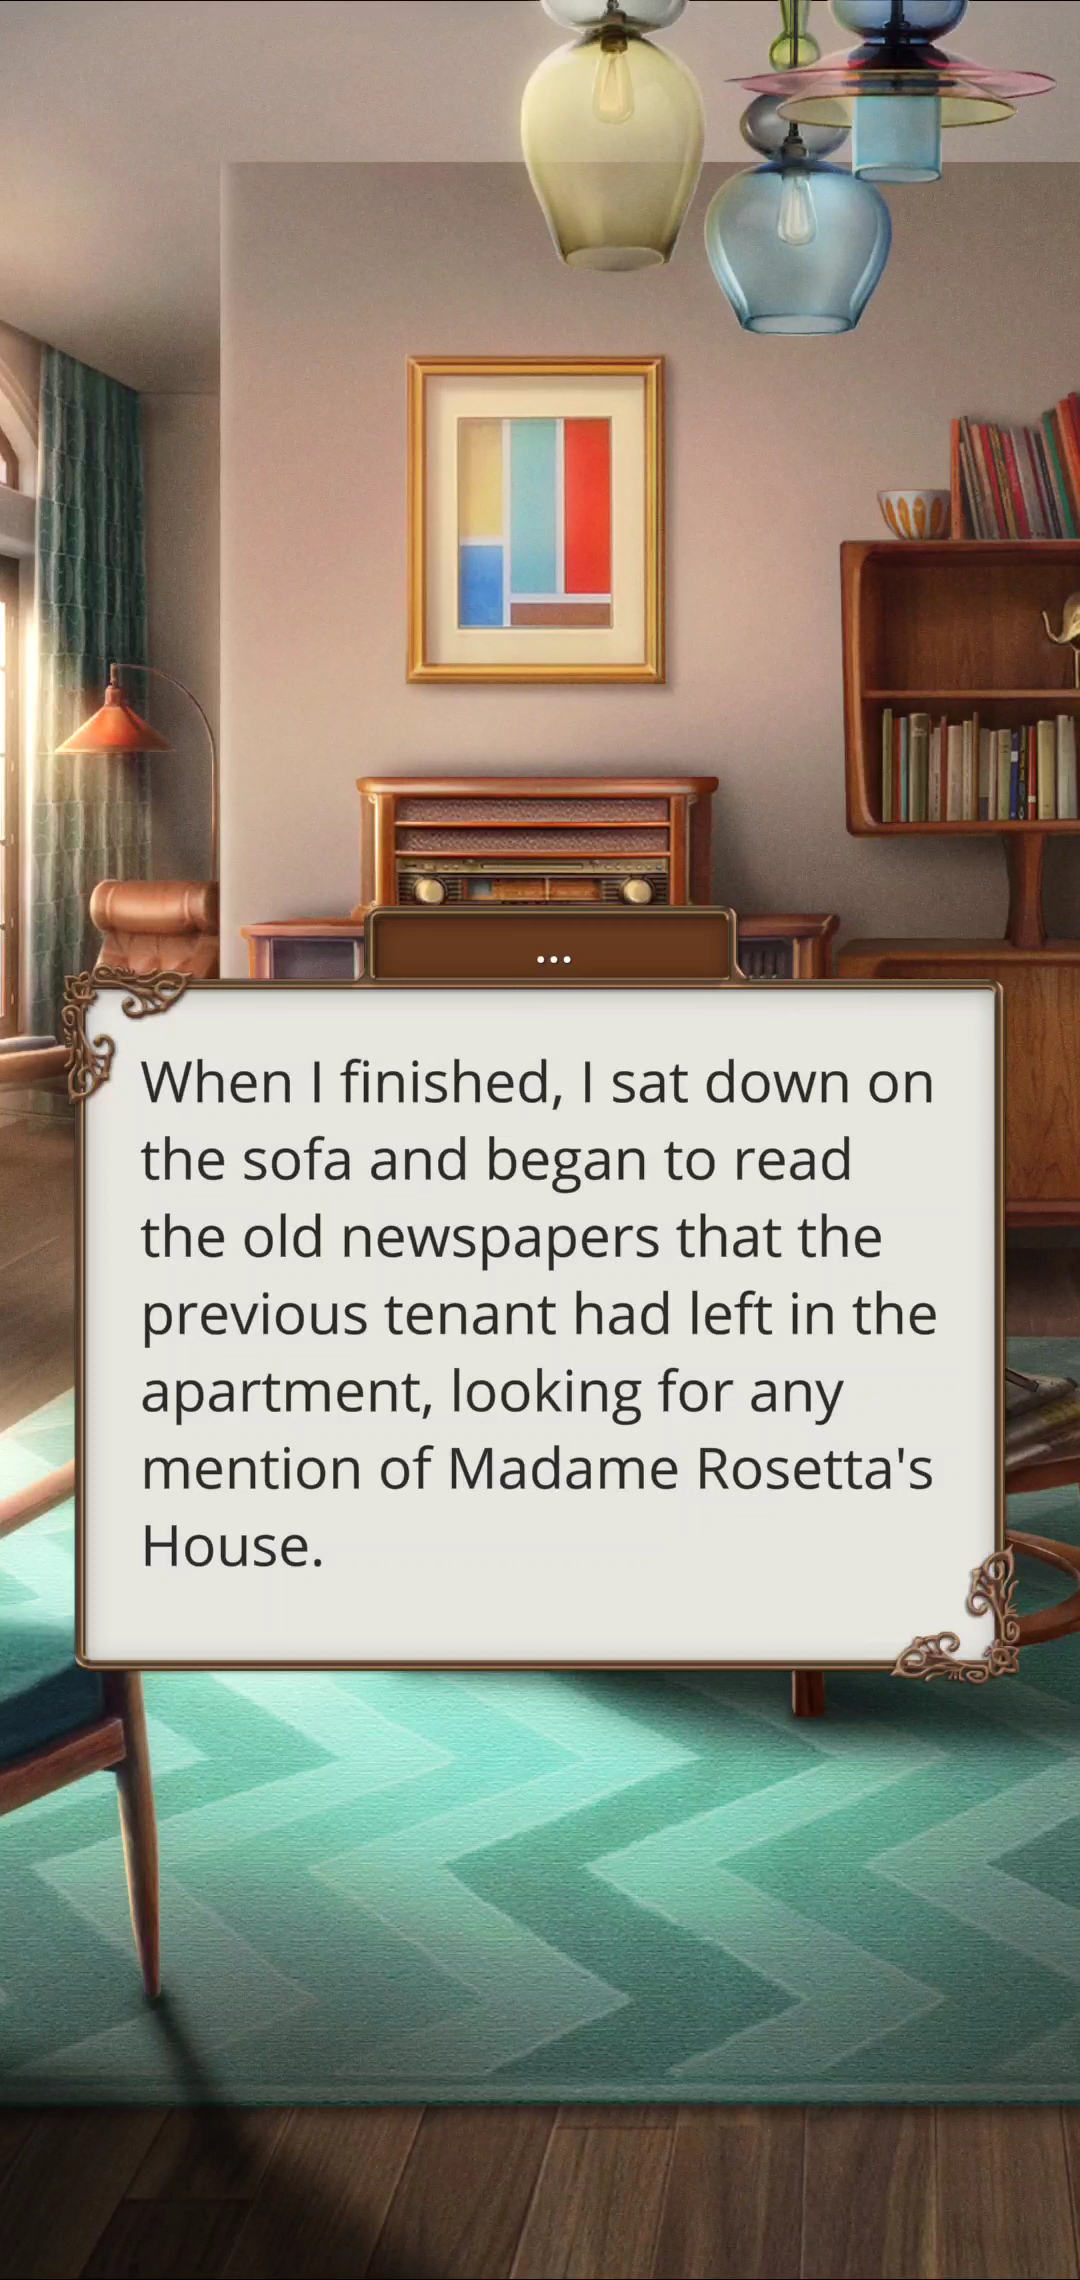 ...
When I finished, I sat down on
the sofa and began to read
the old newspapers that the
previous tenant had left in the
apartment, looking for any
mention of Madame Rosetta's
House.